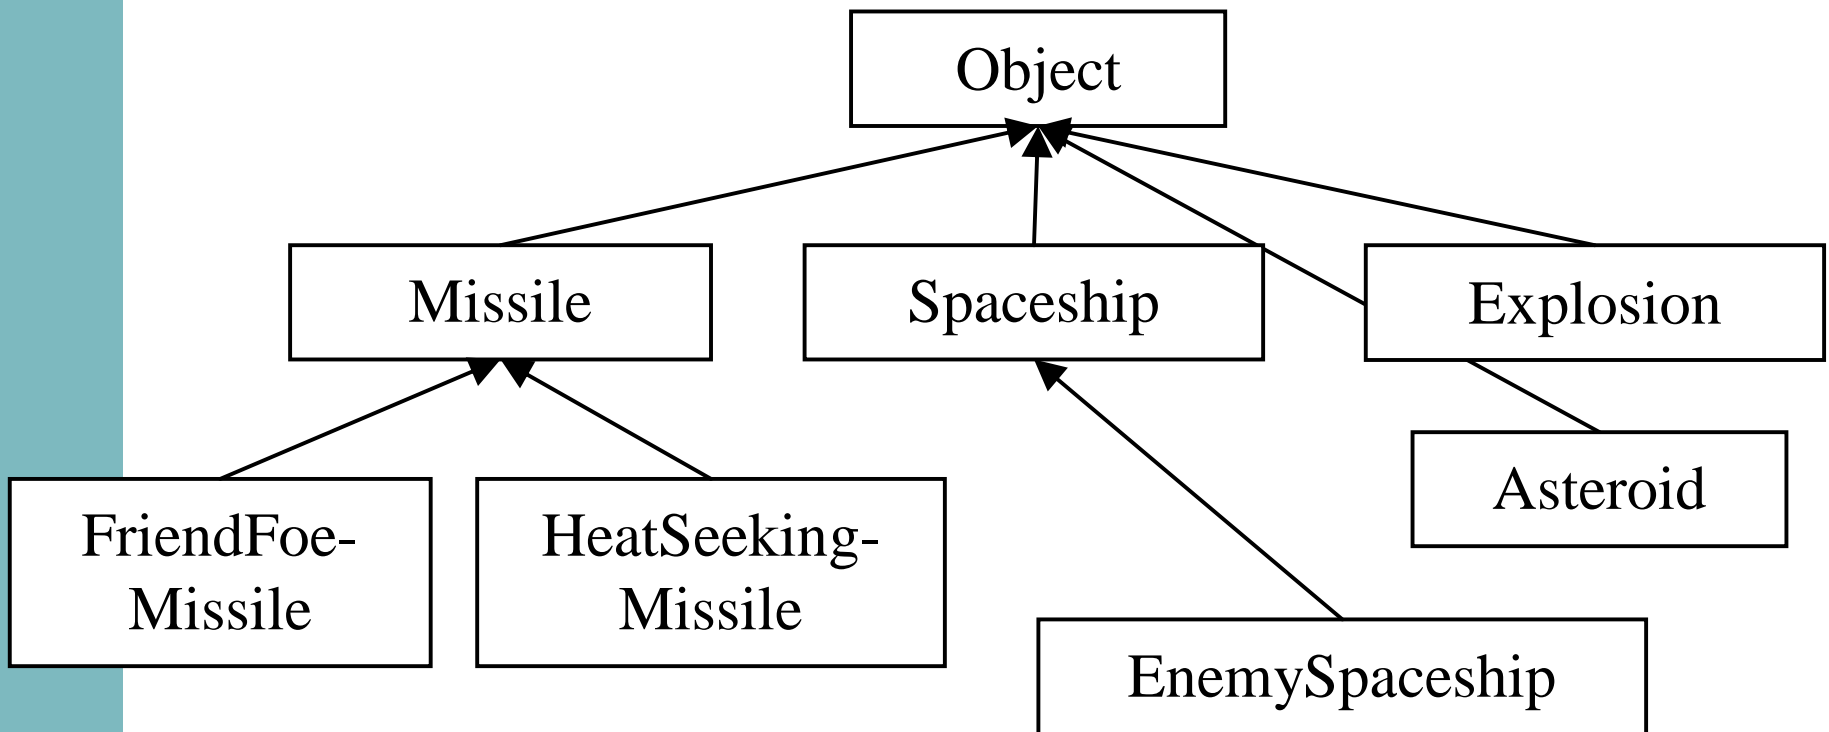 Object
Missile
Spaceship
Explosion
Asteroid
FriendFoe-
Missile
HeatSeeking-
Missile
EnemySpaceship